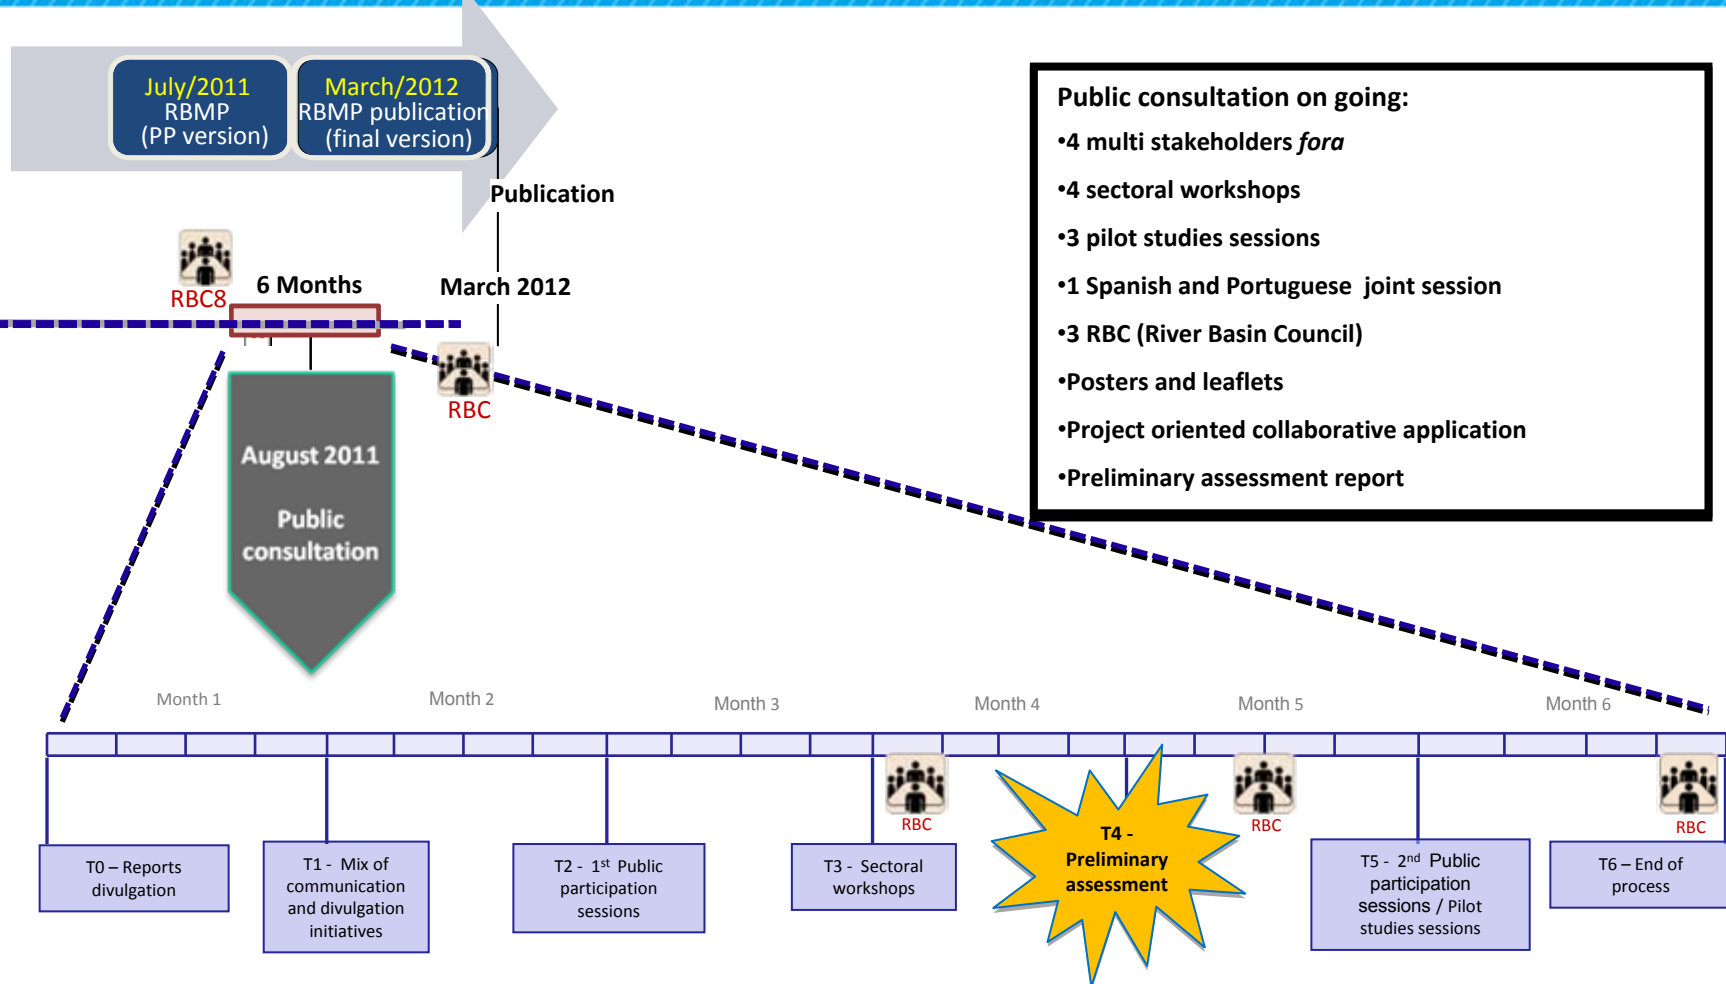 July/2011
RBMP
(PP version)
March/2012
RBMP publication
(final version)
Publication
RBC8
6 Months
March 2012
RBC
August 2011
Public
consultation
Public consultation on going:
•4 multi stakeholders fora
•4 sectoral workshops
•3 pilot studies sessions
•1 Spanish and Portuguese joint session
•3 RBC (River Basin Council)
•Posters and leaflets
•Project oriented collaborative application
•Preliminary assessment report
Month 1
Month 2
Month 3
Month 4
Month 5
Month 6
RBC
RBC
RBC
T0 – Reports
divulgation
T1 - Mix of
communication
and divulgation
initiatives
T2 - 1st Public
participation
sessions
T3 - Sectoral
workshops
T4 -
Preliminary
assessment
T5 - 2nd Public
participation
sessions / Pilot
studies sessions
T6 – End of
process